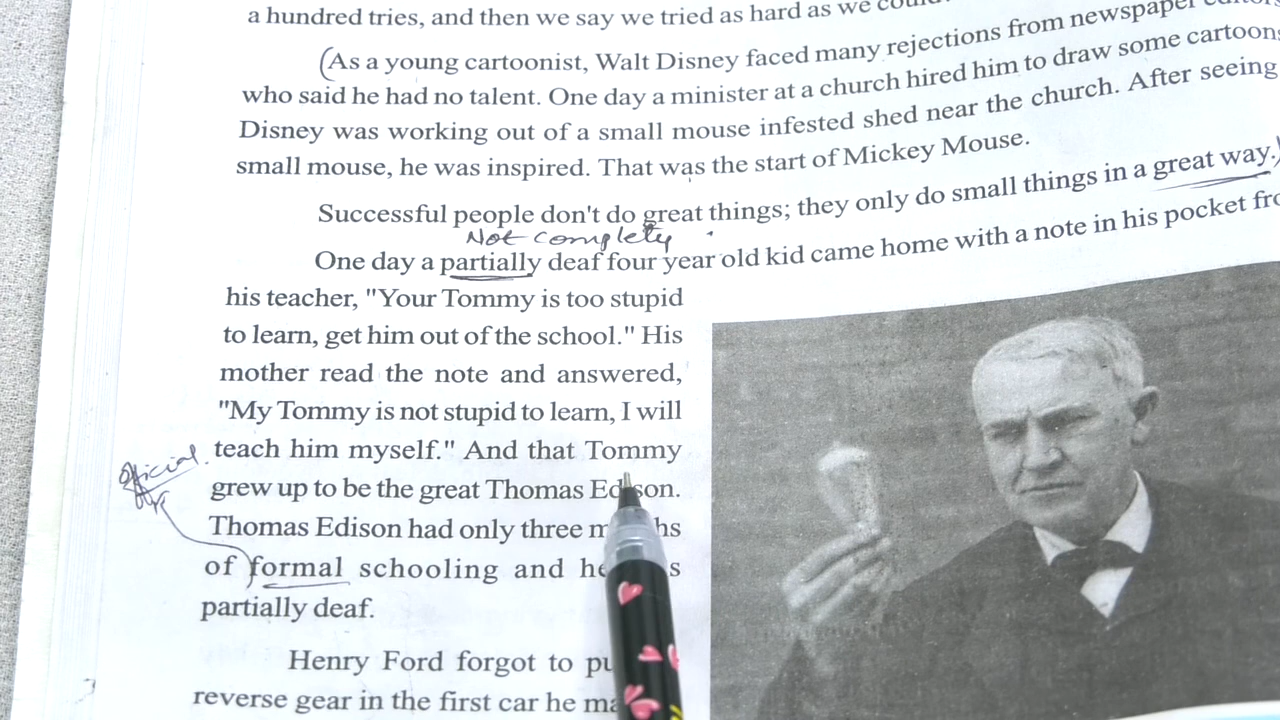 a hundred tries, and then we say we tried as hard as we
(As a young cartoonist, Walt Disney faced many rejections from newspaper
who said he had no talent. One day a minister at a church hired him to draw some cartoons
Disney was working out of a small mouse infested shed near the church. After seeing
small mouse, he was inspired. That was the start of Mickey Mouse.
Successful people don't do great things; they only do small things in a great way.)
Not completely
One day a partially deaf four year old kid came home with a note in his pocket
his teacher, "Your Tommy is too stupid
to learn, get him out of the school." His
mother read the note and answered,
"My Tommy is not stupid to learn, I will
teach him myself." And that Tommy
official
grew up to be the great Thomas Edison.
Thomas Edison had only three
of formal schooling and
partially deaf.
Henry Ford forgot to
reverse gear in the first car he